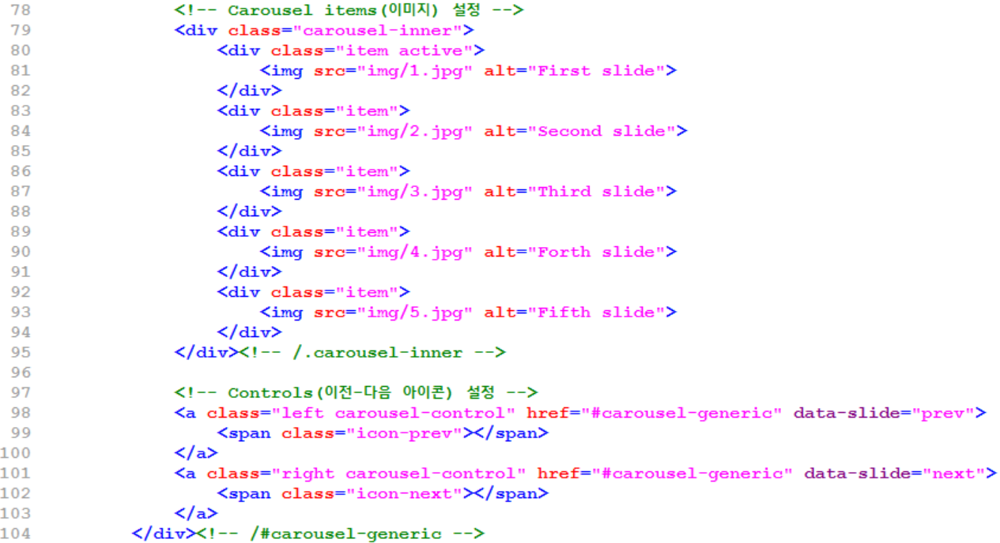 78 <!-- Carousel items(이미지) 설정 -->
79 <div class="carousel-inner">
80 <div class="item active">
81 <img src="img/1.jpg" alt="First slide">
82 </div>
83 <div class="item">
84 <img src="img/2.jpg" alt="Second slide">
85 </div>
86 <div class="item">
87 <img src="img/3.jpg" alt="Third slide">
88 </div>
89 <div class="item">
90 <img src="img/4.jpg" alt="Forth slide">
91 </div>
92 <div class="item">
93 <img src="img/5.jpg" alt="Fifth slide">
94 </div>
95 </div><!-- /.carousel-inner -->
96
97 <!-- Controls(이전-다음 아이콘) 설정 -->
98 <a class="left carousel-control" href="#carousel-generic" data-slide="prev">
99 <span class="icon-prev"></span>
100 </a>
101 <a class="right carousel-control" href="#carousel-generic" data-slide="next">
102 <span class="icon-next"></span>
103 </a>
104 </div><!-- /#carousel-generic -->